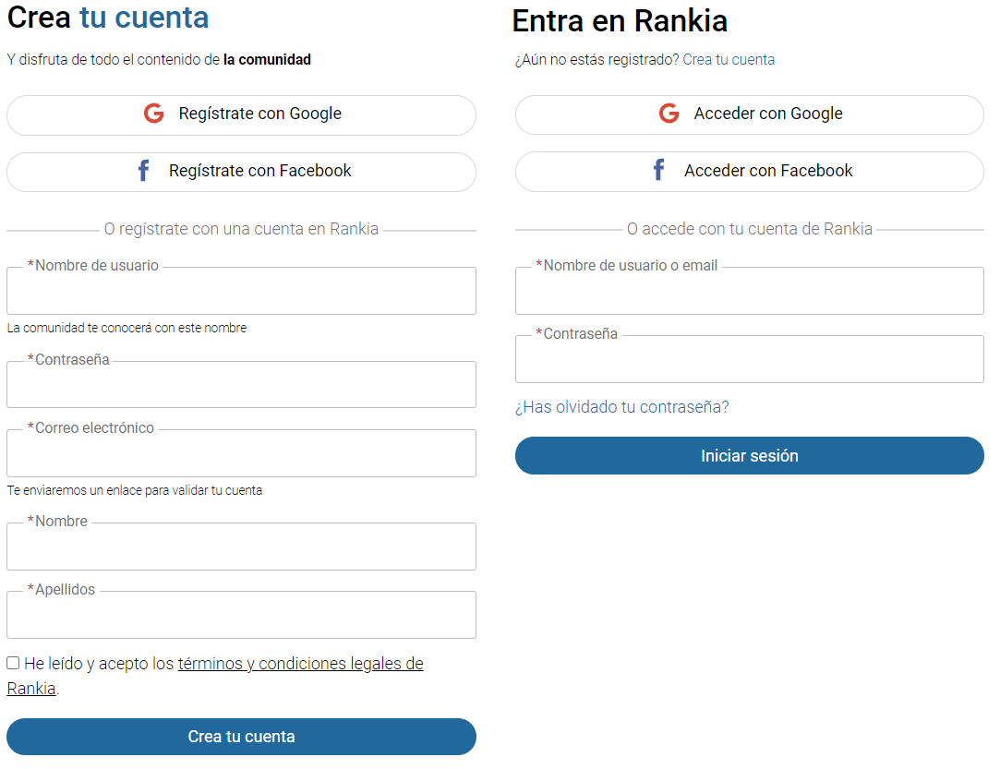 Crea tu cuenta
Y disfruta de todo el contenido de la comunidad
Regístrate con Google
Regístrate con Facebook
O regístrate con una cuenta en Rankia
*Nombre de usuario
La comunidad te conocerá con este nombre
*Contraseña
*Correo electrónico
Te enviaremos un enlace para validar tu cuenta
*Nombre
*Apellidos
He leído y acepto los términos y condiciones legales de
Rankia.
Crea tu cuenta
Entra en Rankia
¿Aún no estás registrado? Crea tu cuenta
Acceder con Google
Acceder con Facebook
O accede con tu cuenta de Rankia
*Nombre de usuario o email
*Contraseña
¿Has olvidado tu contraseña?
Iniciar sesión